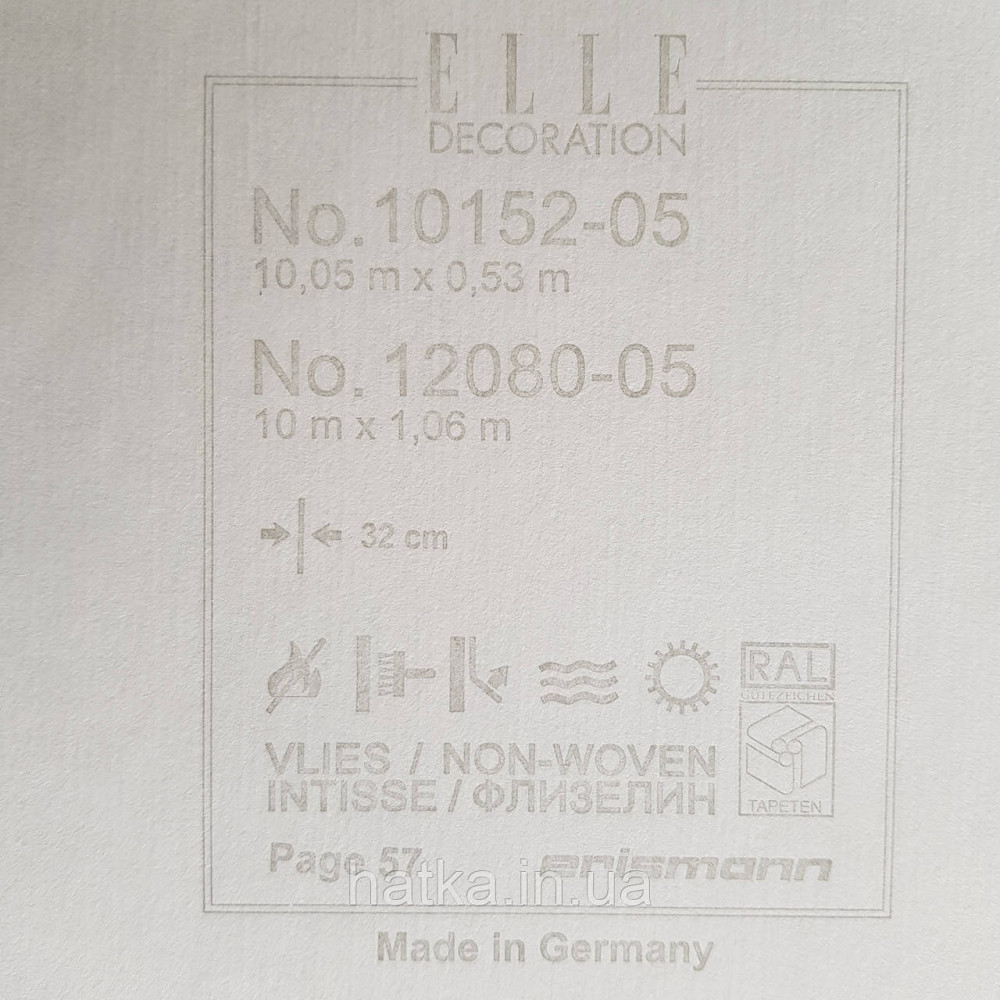 ELLE
DECORATION
No.10152-05
10,05 m x 0,53 m
No. 12080-05
10 m x 1,06 m
32 cm
RAL
GÜTEZEICHEN
VLIES / NON-WOVEN
INTISSE / ФЛИЗЕЛИН
TAPETEN
Page 57
erismann
hatka.in.ua
Made in Germany